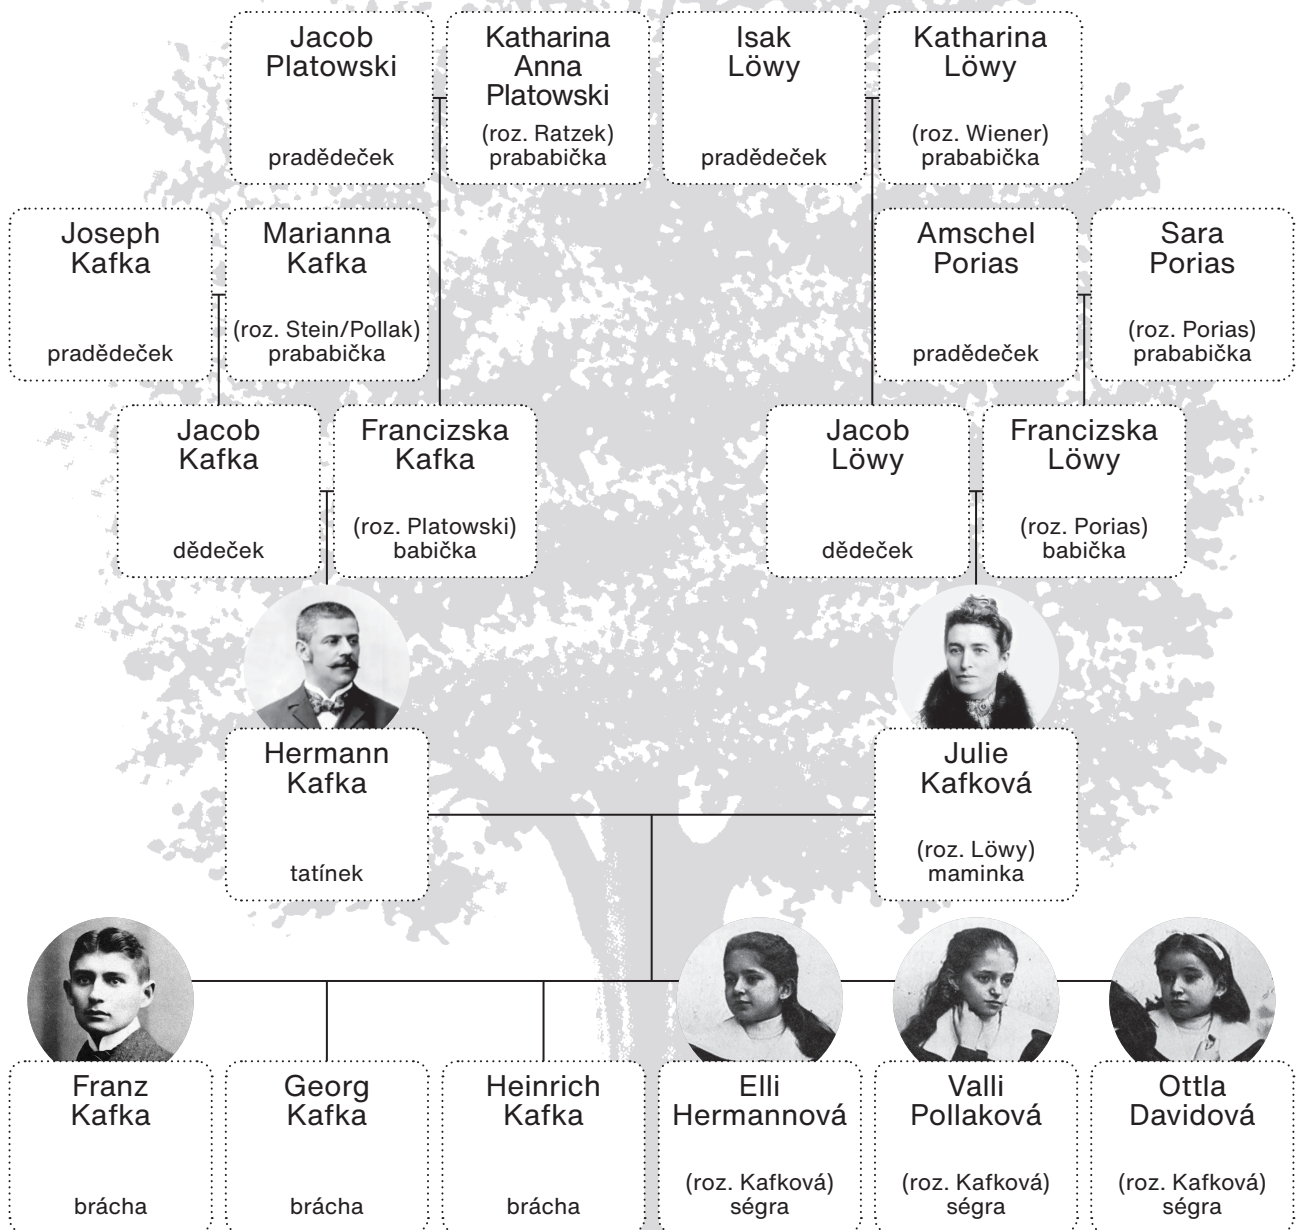 Jacob
Platowski
pradědeček
Katharina
Anna
Platowski
(roz. Ratzek)
prababička
Isak
Löwy
pradědeček
Katharina
Löwy
(roz. Wiener)
prababička
Joseph
Kafka
pradědeček
Marianna
Kafka
(roz. Stein/Pollak)
prababička
Amschel
Porias
pradědeček
Sara
Porias
(roz. Porias)
prababička
Jacob
Kafka
dědeček
Francizska
Kafka
(roz. Platowski)
babička
Jacob
Löwy
dědeček
Francizska
Löwy
(roz. Porias)
babička
Hermann
Kafka
tatínek
Julie
Kafková
(roz. Löwy)
maminka
Franz
Kafka
brácha
Georg
Kafka
brácha
Heinrich
Kafka
brácha
Elli
Hermannová
(roz. Kafková)
ségra
Valli
Pollaková
(roz. Kafková)
ségra
Ottla
Davidová
(roz. Kafková)
ségra